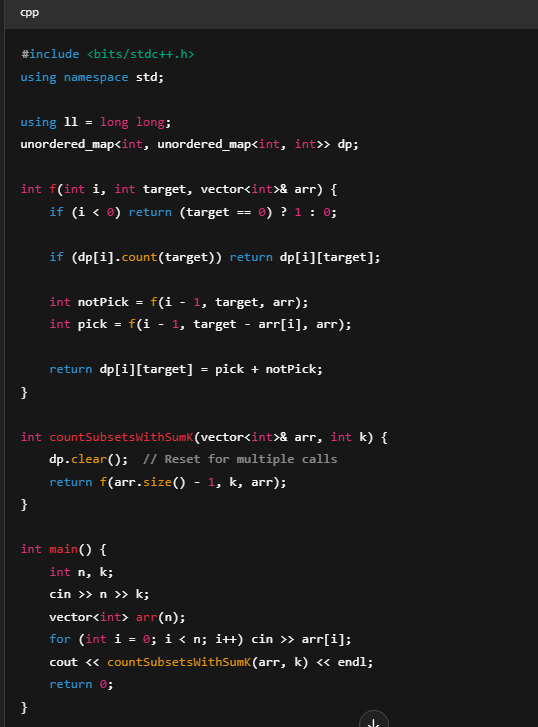 cpp
#include <bits/stdc++.h>
using namespace std;
using ll = long long;
unordered_map<int, unordered_map<int, int>> dp;
int f(int i, int target, vector<int>& arr) {
    if (i < 0) return (target == 0) ? 1 : 0;
    if (dp[i].count(target)) return dp[i][target];
    int notPick = f(i - 1, target, arr);
    int pick = f(i - 1, target - arr[i], arr);
    return dp[i][target] = pick + notPick;
}
int countSubsetsWithSumK(vector<int>& arr, int k) {
    dp.clear();  // Reset for multiple calls
    return f(arr.size() - 1, k, arr);
}
int main() {
    int n, k;
    cin >> n >> k;
    vector<int> arr(n);
    for (int i = 0; i < n; i++) cin >> arr[i];
    cout << countSubsetsWithSumK(arr, k) << endl;
    return 0;
}